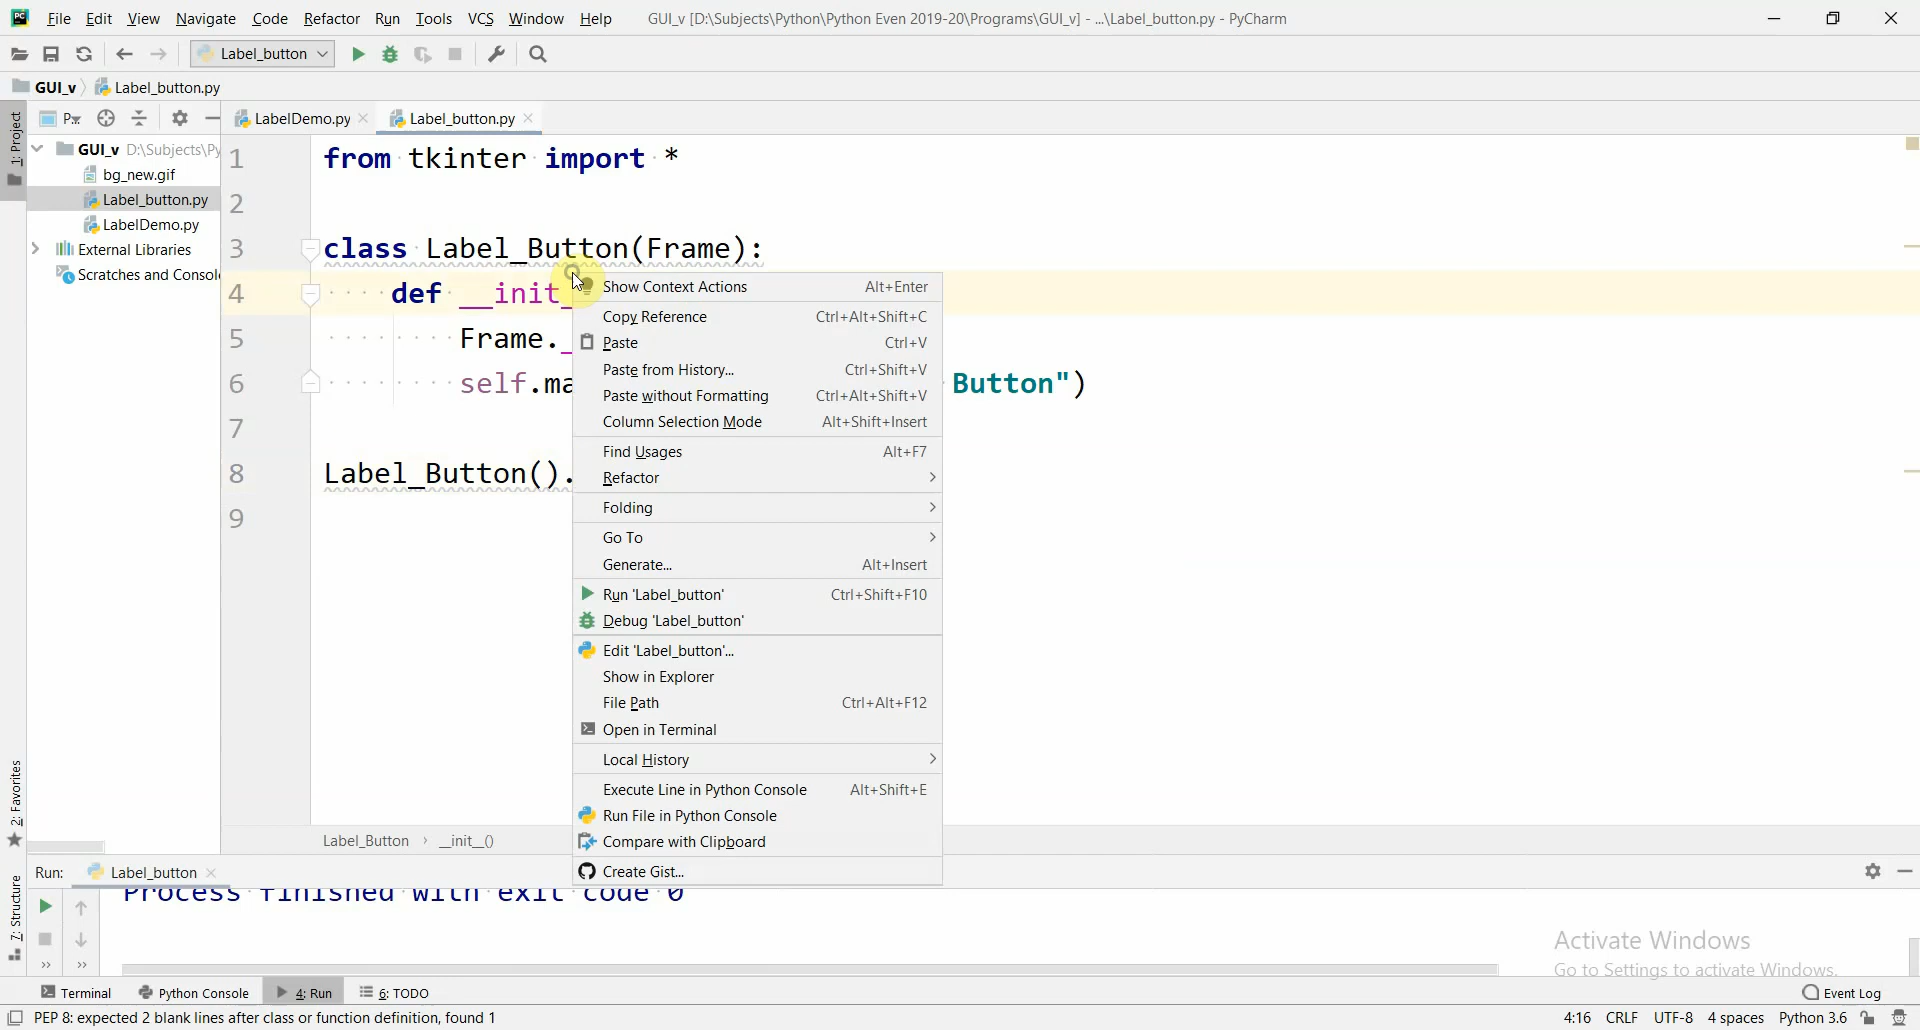 File Edit View Navigate Code Refactor Run Tools VCS Window Help GUI_v [D:\Subjects\Python\Python Even 2019-20\Programs\GUI_v] - ...\Label_button.py - PyCharm
Label_button
GUI_v Label_button.py
P... LabelDemo.py Label_button.py
1: Project
GUI_v D:\Subjects\Py
bg_new.gif
Label_button.py
LabelDemo.py
External Libraries
Scratches and Consol
1 from tkinter import *
2
3 class Label_Button(Frame):
4 def __init_
5 Frame._
6 self.ma Button")
7
8 Label_Button().
9
Show Context Actions Alt+Enter
Copy Reference Ctrl+Alt+Shift+C
Paste Ctrl+V
Paste from History... Ctrl+Shift+V
Paste without Formatting Ctrl+Alt+Shift+V
Column Selection Mode Alt+Shift+Insert
Find Usages Alt+F7
Refactor
Folding
Go To
Generate... Alt+Insert
Run 'Label_button' Ctrl+Shift+F10
Debug 'Label_button'
Edit 'Label_button'...
Show in Explorer
File Path Ctrl+Alt+F12
Open in Terminal
Local History
Execute Line in Python Console Alt+Shift+E
Run File in Python Console
Compare with Clipboard
Create Gist...
2: Favorites
7: Structure
Label_Button › __init__()
Run: Label_button
Process finished with exit code 0
Activate Windows
Go to Settings to activate Windows.
Terminal Python Console 4: Run 6: TODO Event Log
PEP 8: expected 2 blank lines after class or function definition, found 1 4:16 CRLF UTF-8 4 spaces Python 3.6